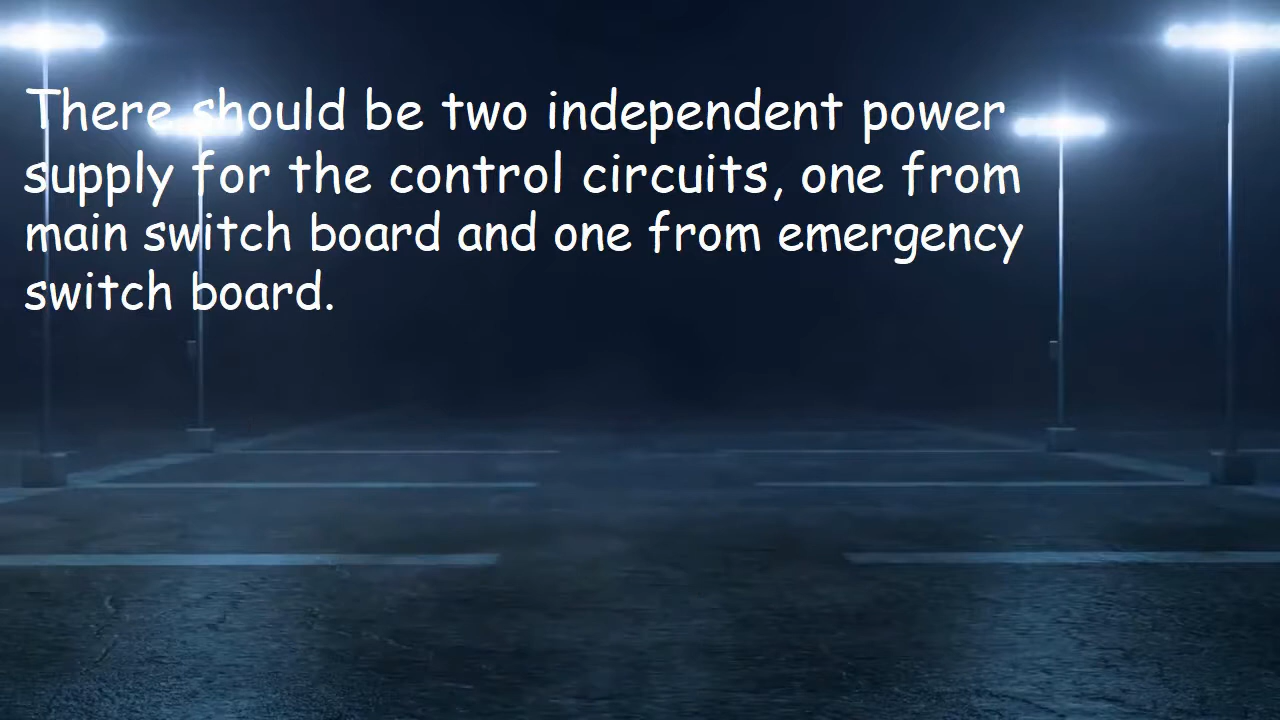 There should be two independent power
supply for the control circuits, one from
main switch board and one from emergency
switch board.